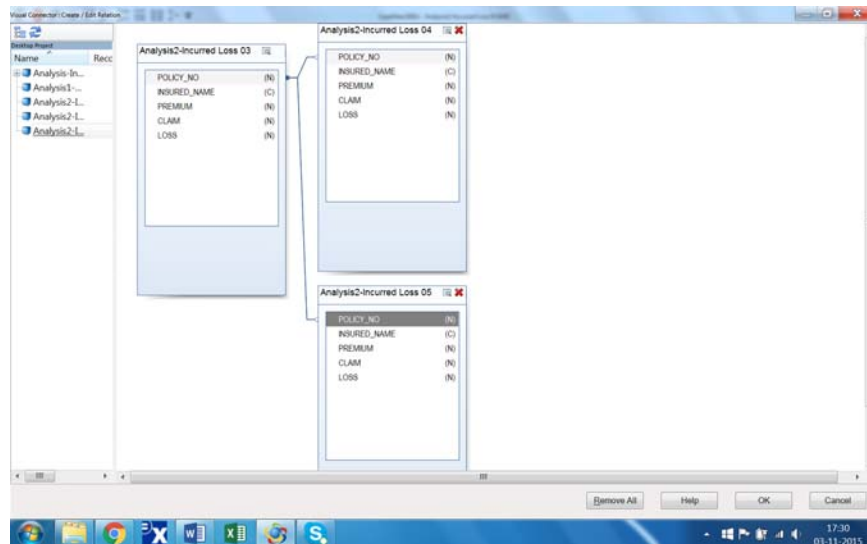 Visual Connector : Create / Edit Relation
Desktop Project
Name Reco
Analysis-In...
Analysis1-...
Analysis2-I...
Analysis2-I...
Analysis2-I...
Analysis2-Incurred Loss 03
POLICY_NO (N)
INSURED_NAME (C)
PREMIUM (N)
CLAIM (N)
LOSS (N)
Analysis2-Incurred Loss 04
POLICY_NO (N)
INSURED_NAME (C)
PREMIUM (N)
CLAIM (N)
LOSS (N)
Analysis2-Incurred Loss 05
POLICY_NO (N)
INSURED_NAME (C)
PREMIUM (N)
CLAIM (N)
LOSS (N)
Remove All Help OK Cancel
17:30
03-11-2015